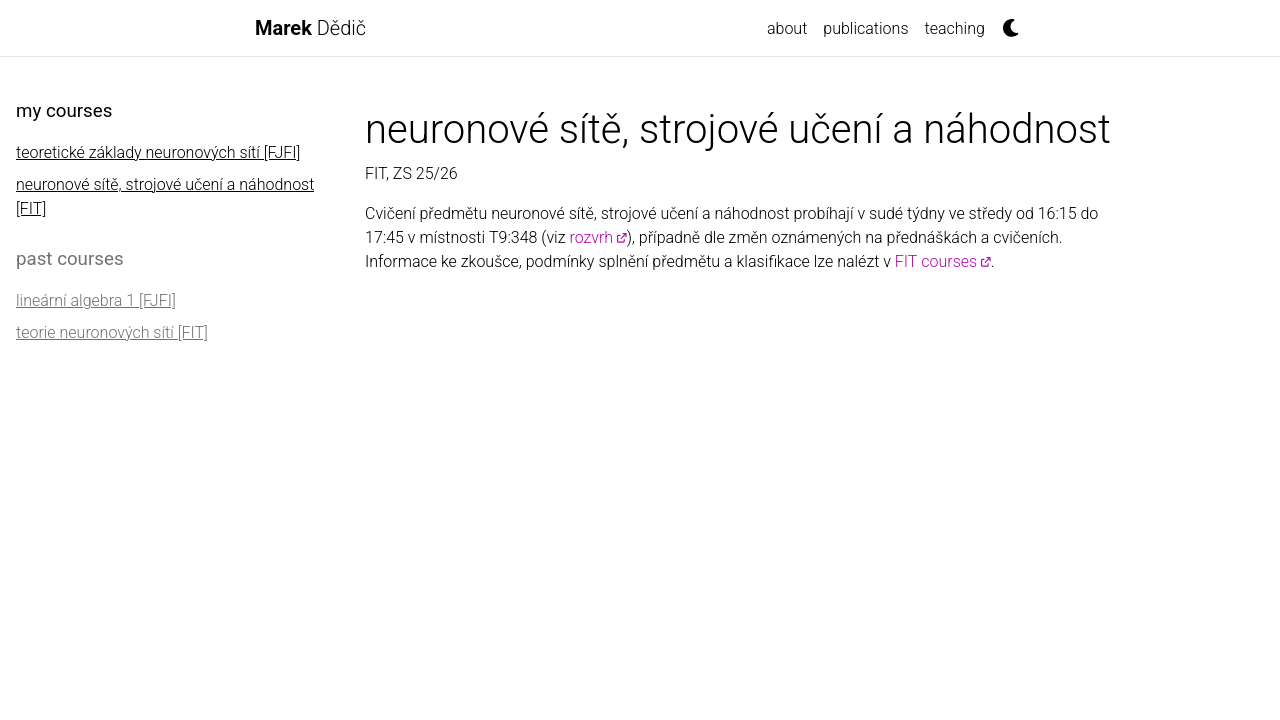 Marek Dědič
about publications teaching
my courses
teoretické základy neuronových sítí [FJFI]
neuronové sítě, strojové učení a náhodnost
[FIT]
past courses
lineární algebra 1 [FJFI]
teorie neuronových sítí [FIT]
neuronové sítě, strojové učení a náhodnost
FIT, ZS 25/26
Cvičení předmětu neuronové sítě, strojové učení a náhodnost probíhají v sudé týdny ve středy od 16:15 do
17:45 v místnosti T9:348 (viz rozvrh), případně dle změn oznámených na přednáškách a cvičeních.
Informace ke zkoušce, podmínky splnění předmětu a klasifikace lze nalézt v FIT courses.